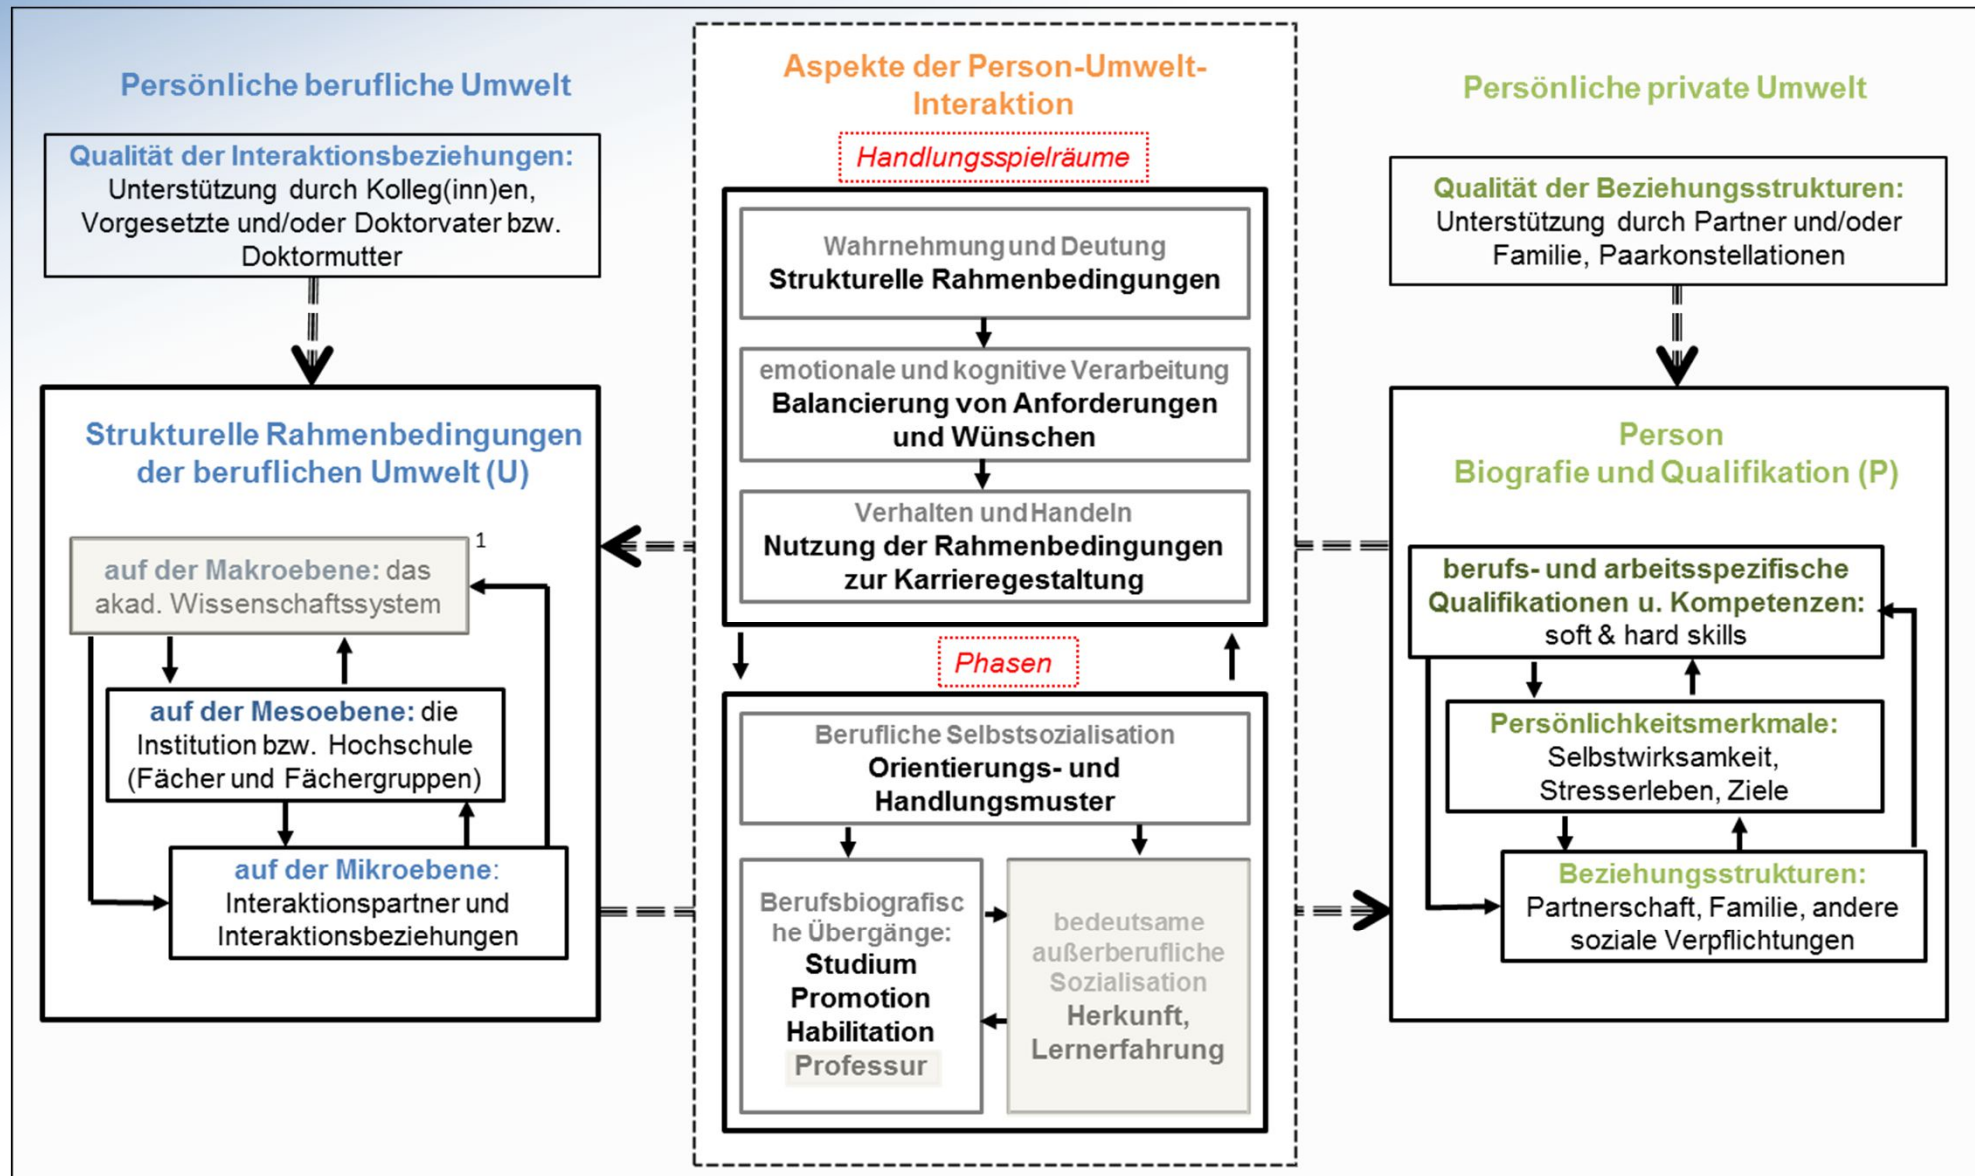 Persönliche berufliche Umwelt
Qualität der Interaktionsbeziehungen:
Unterstützung durch Kolleg(inn)en,
Vorgesetzte und/oder Doktorvater bzw.
Doktormutter
Strukturelle Rahmenbedingungen
der beruflichen Umwelt (U)
auf der Makroebene: das
akad. Wissenschaftssystem
1
auf der Mesoebene: die
Institution bzw. Hochschule
(Fächer und Fächergruppen)
auf der Mikroebene:
Interaktionspartner und
Interaktionsbeziehungen
Aspekte der Person-Umwelt-
Interaktion
Handlungsspielräume
Wahrnehmung und Deutung
Strukturelle Rahmenbedingungen
emotionale und kognitive Verarbeitung
Balancierung von Anforderungen
und Wünschen
Verhalten und Handeln
Nutzung der Rahmenbedingungen
zur Karrieregestaltung
Phasen
Berufliche Selbstsozialisation
Orientierungs- und
Handlungsmuster
Berufsbiografisc
he Übergänge:
Studium
Promotion
Habilitation
Professur
bedeutsame
außerberufliche
Sozialisation
Herkunft,
Lernerfahrung
Persönliche private Umwelt
Qualität der Beziehungsstrukturen:
Unterstützung durch Partner und/oder
Familie, Paarkonstellationen
Person
Biografie und Qualifikation (P)
berufs- und arbeitsspezifische
Qualifikationen u. Kompetenzen:
soft & hard skills
Persönlichkeitsmerkmale:
Selbstwirksamkeit,
Stresserleben, Ziele
Beziehungsstrukturen:
Partnerschaft, Familie, andere
soziale Verpflichtungen